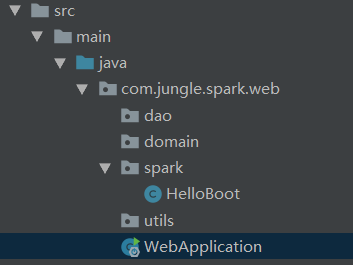 src
main
java
com.jungle.spark.web
dao
domain
spark
HelloBoot
utils
WebApplication